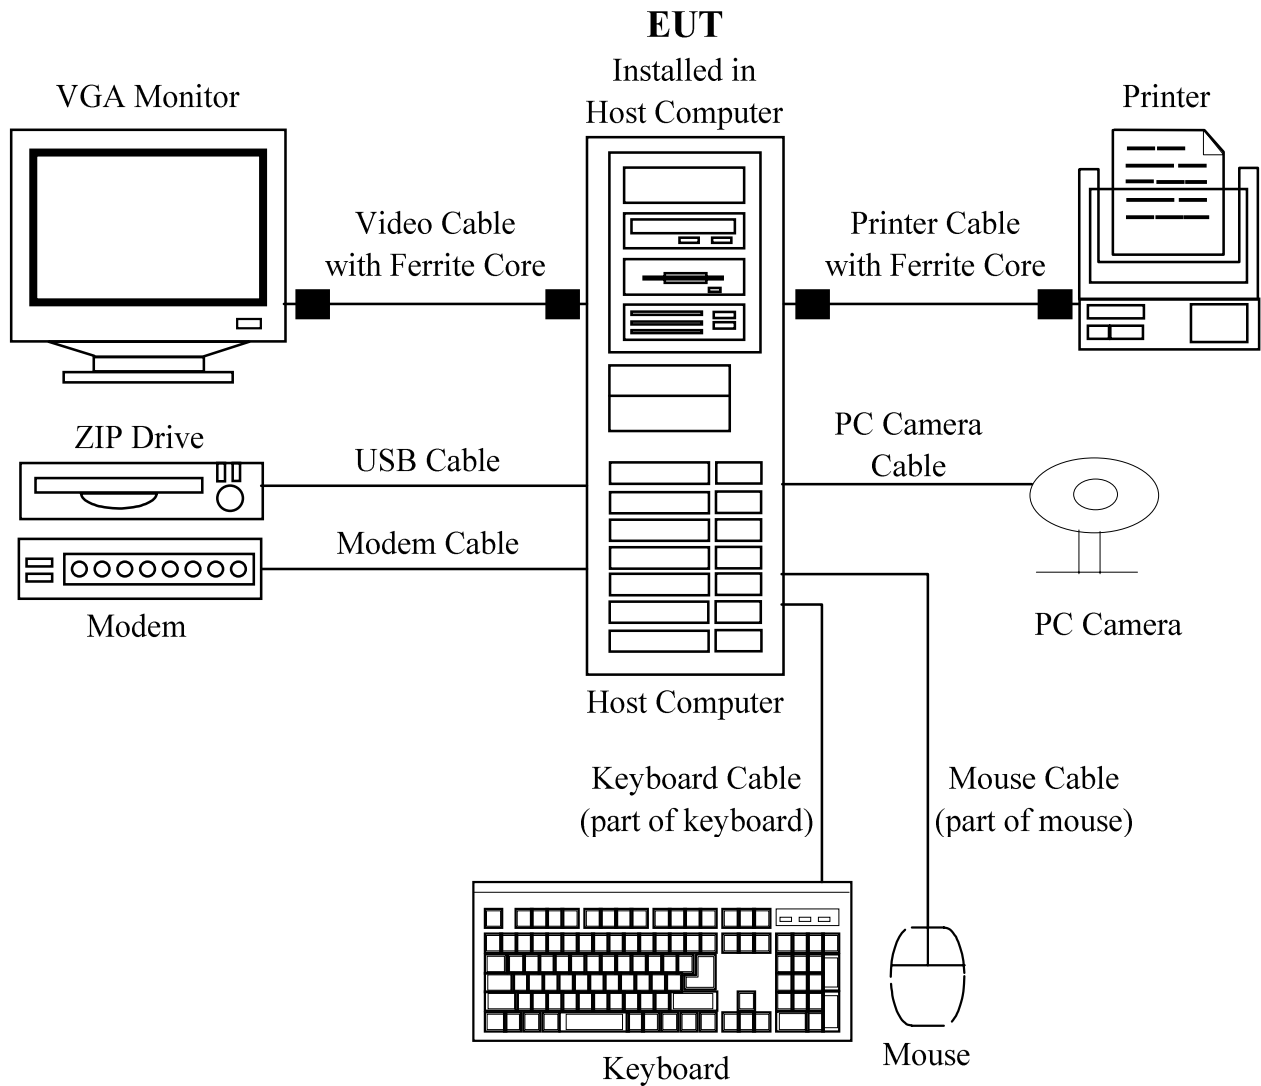 EUT
Installed in
Host Computer
VGA Monitor
Printer
Video Cable
with Ferrite Core
Printer Cable
with Ferrite Core
ZIP Drive
USB Cable
PC Camera
Cable
Modem Cable
Modem
PC Camera
Host Computer
Keyboard Cable
(part of keyboard)
Mouse Cable
(part of mouse)
Keyboard
Mouse